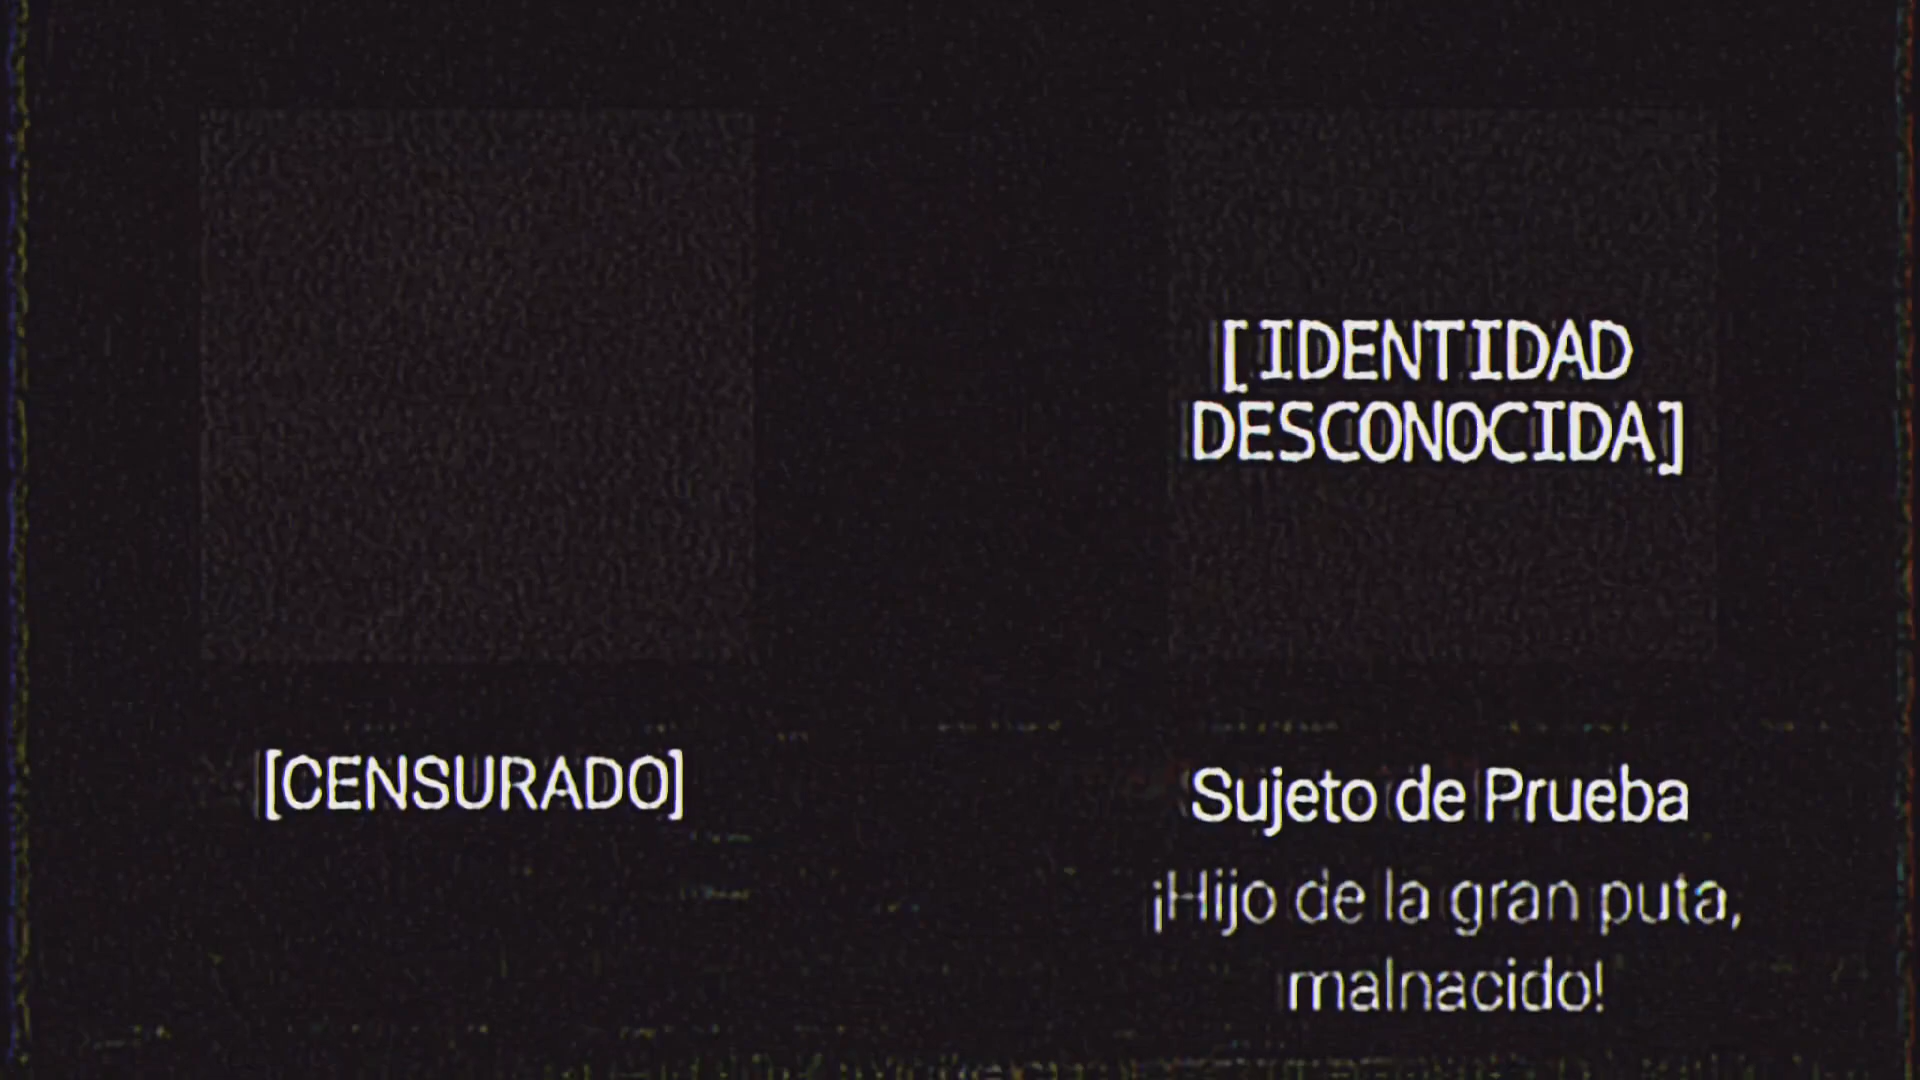 [IDENTIDAD
DESCONOCIDA]
[CENSURADO]
Sujeto de Prueba
¡Hijo de la gran puta,
malnacido!